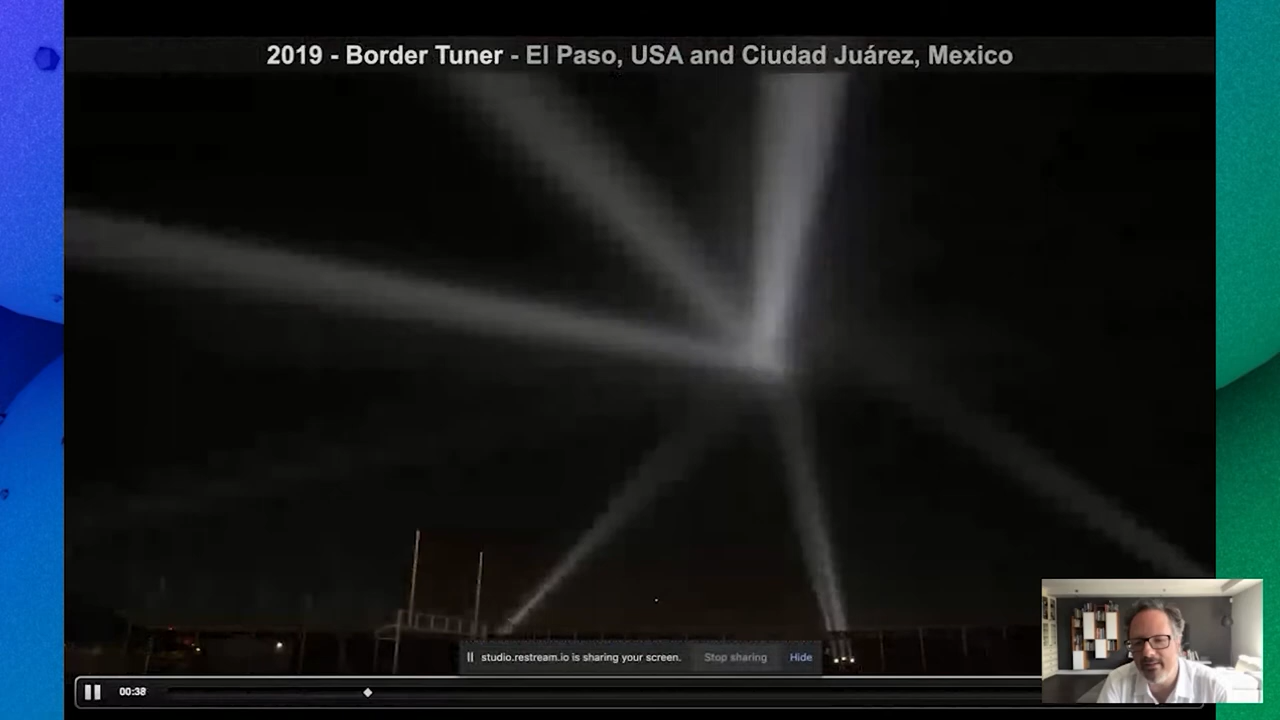 2019 - Border Tuner - El Paso, USA and Ciudad Juárez, Mexico
studio.restream.io is sharing your screen. Stop sharing Hide
00:38